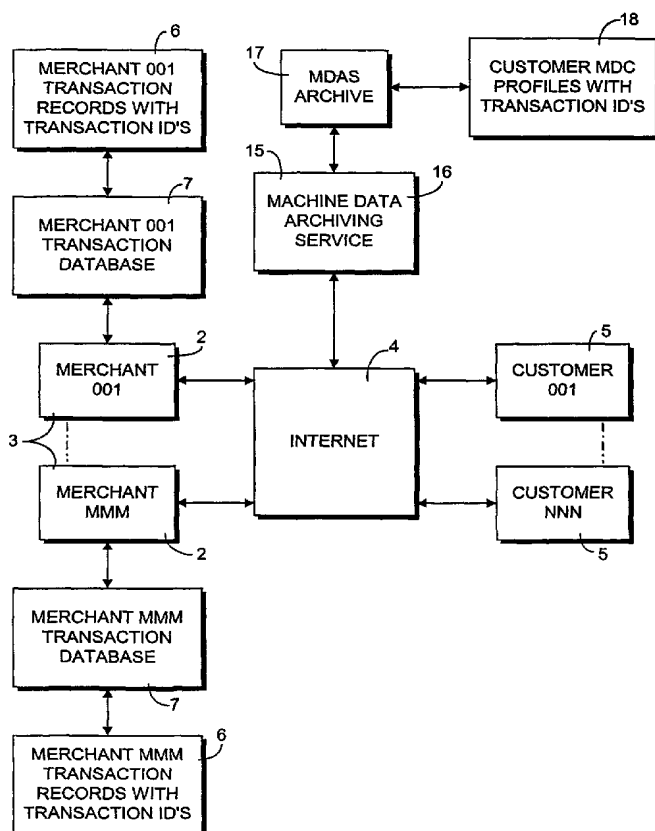 6
MERCHANT 001
TRANSACTION
RECORDS WITH
TRANSACTION ID'S
7
MERCHANT 001
TRANSACTION
DATABASE
2
MERCHANT
001
3
MERCHANT
MMM
2
MERCHANT MMM
TRANSACTION
DATABASE
7
6
MERCHANT MMM
TRANSACTION
RECORDS WITH
TRANSACTION ID'S
17
MDAS
ARCHIVE
18
CUSTOMER MDC
PROFILES WITH
TRANSACTION ID'S
15
16
MACHINE DATA
ARCHIVING
SERVICE
4
INTERNET
5
CUSTOMER
001
CUSTOMER
NNN
5